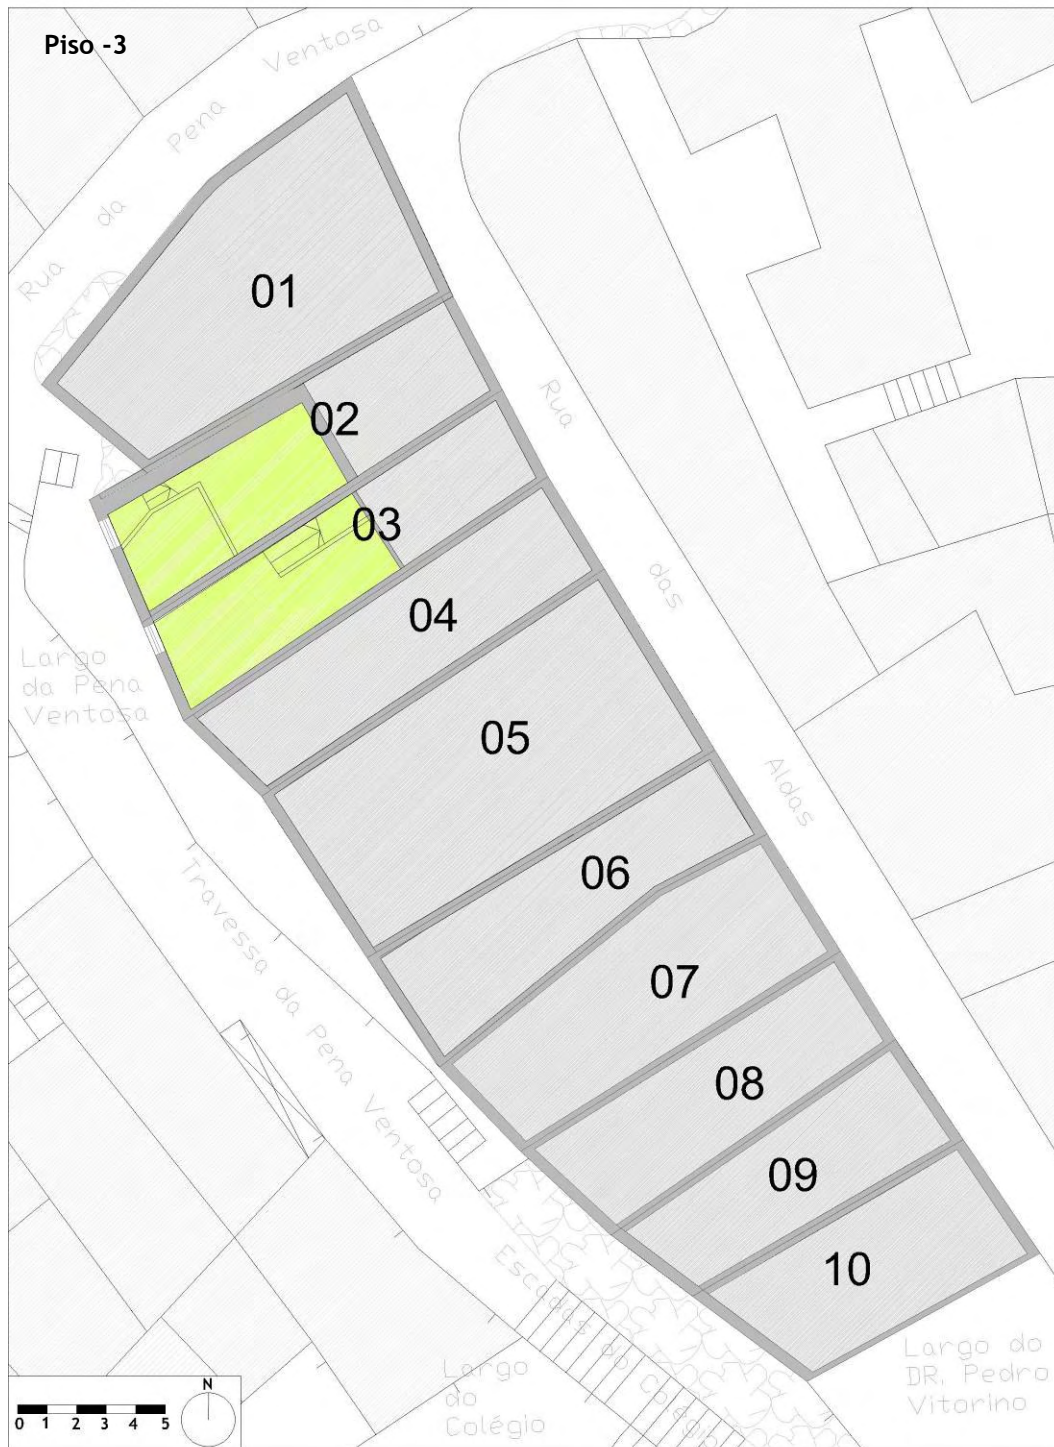 Piso -3
Rua da Pena Ventosa
01
02
03
04
05
06
07
08
09
10
Rua das Aldas
Largo
da Pena
Ventosa
Travessa da Pena Ventosa
Escadas do Colégio
Largo
do
Colégio
Largo do
DR. Pedro
Vitorino
N
0 1 2 3 4 5